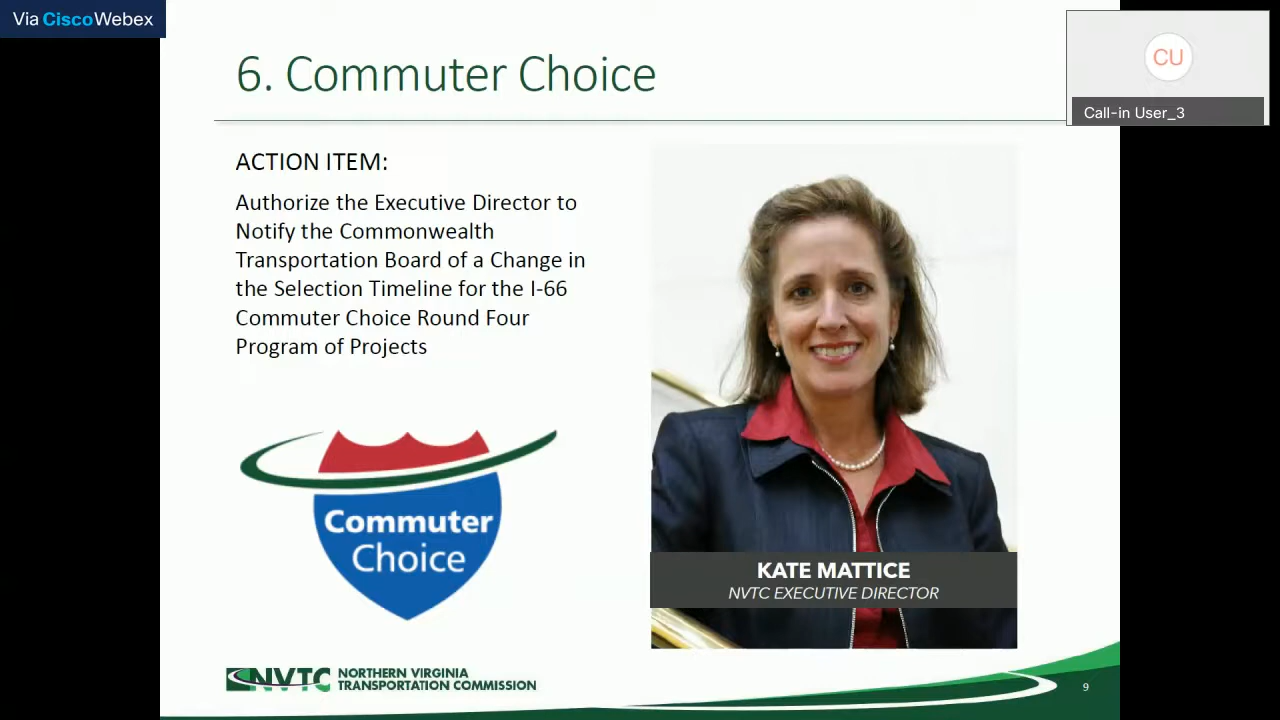 Via CiscoWebex
6. Commuter Choice
CU
Call-in User_3
ACTION ITEM:
Authorize the Executive Director to
Notify the Commonwealth
Transportation Board of a Change in
the Selection Timeline for the I-66
Commuter Choice Round Four
Program of Projects
Commuter
Choice
KATE MATTICE
NVTC EXECUTIVE DIRECTOR
NVTC
NORTHERN VIRGINIA
TRANSPORTATION COMMISSION
9